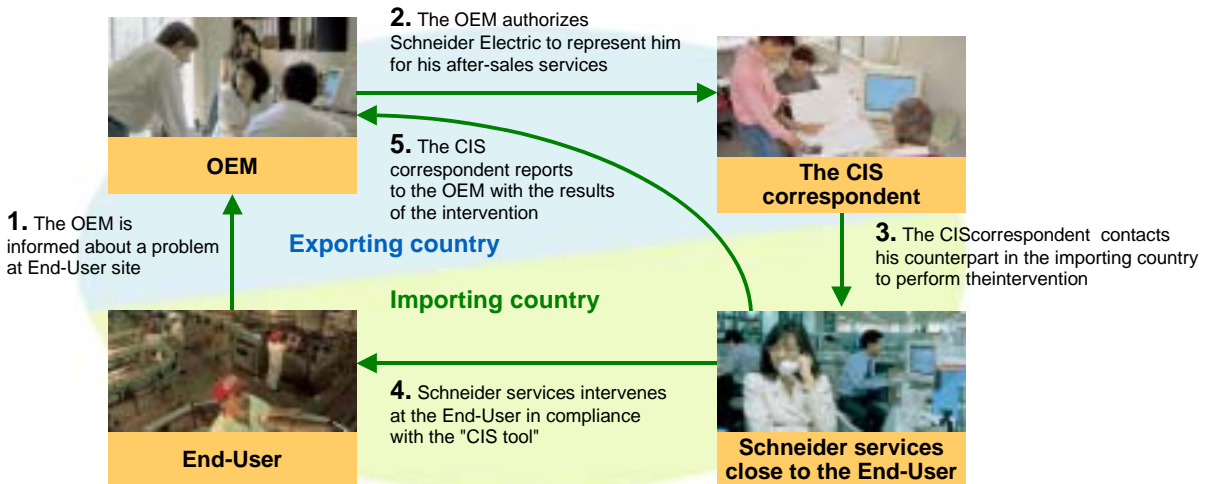 2. The OEM authorizes
Schneider Electric to represent him
for his after-sales services
OEM
The CIS
correspondent
5. The CIS
correspondent reports
to the OEM with the results
of the intervention
1. The OEM is
informed about a problem
at End-User site
Exporting country
3. The CIScorrespondent contacts
his counterpart in the importing country
to perform theintervention
Importing country
4. Schneider services intervenes
at the End-User in compliance
with the "CIS tool"
End-User
Schneider services
close to the End-User